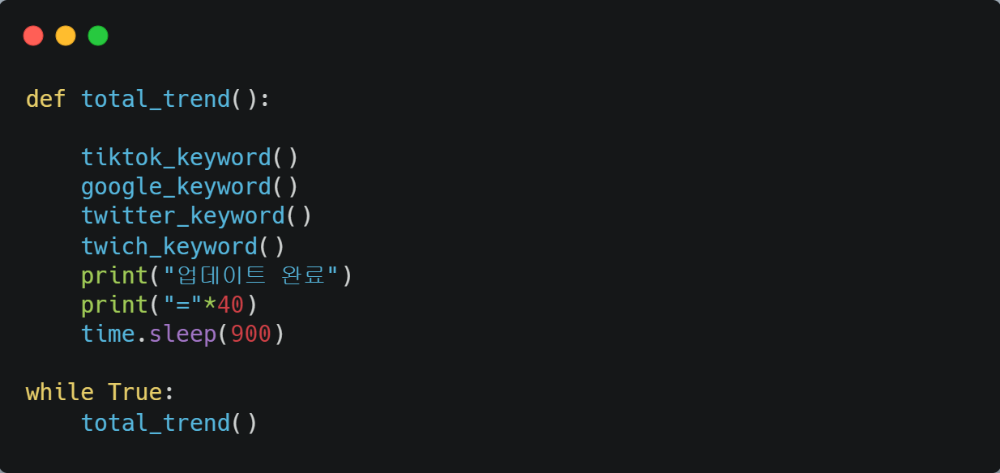 def total_trend():
    tiktok_keyword()
    google_keyword()
    twitter_keyword()
    twich_keyword()
    print("업데이트 완료")
    print("="*40)
    time.sleep(900)
while True:
    total_trend()